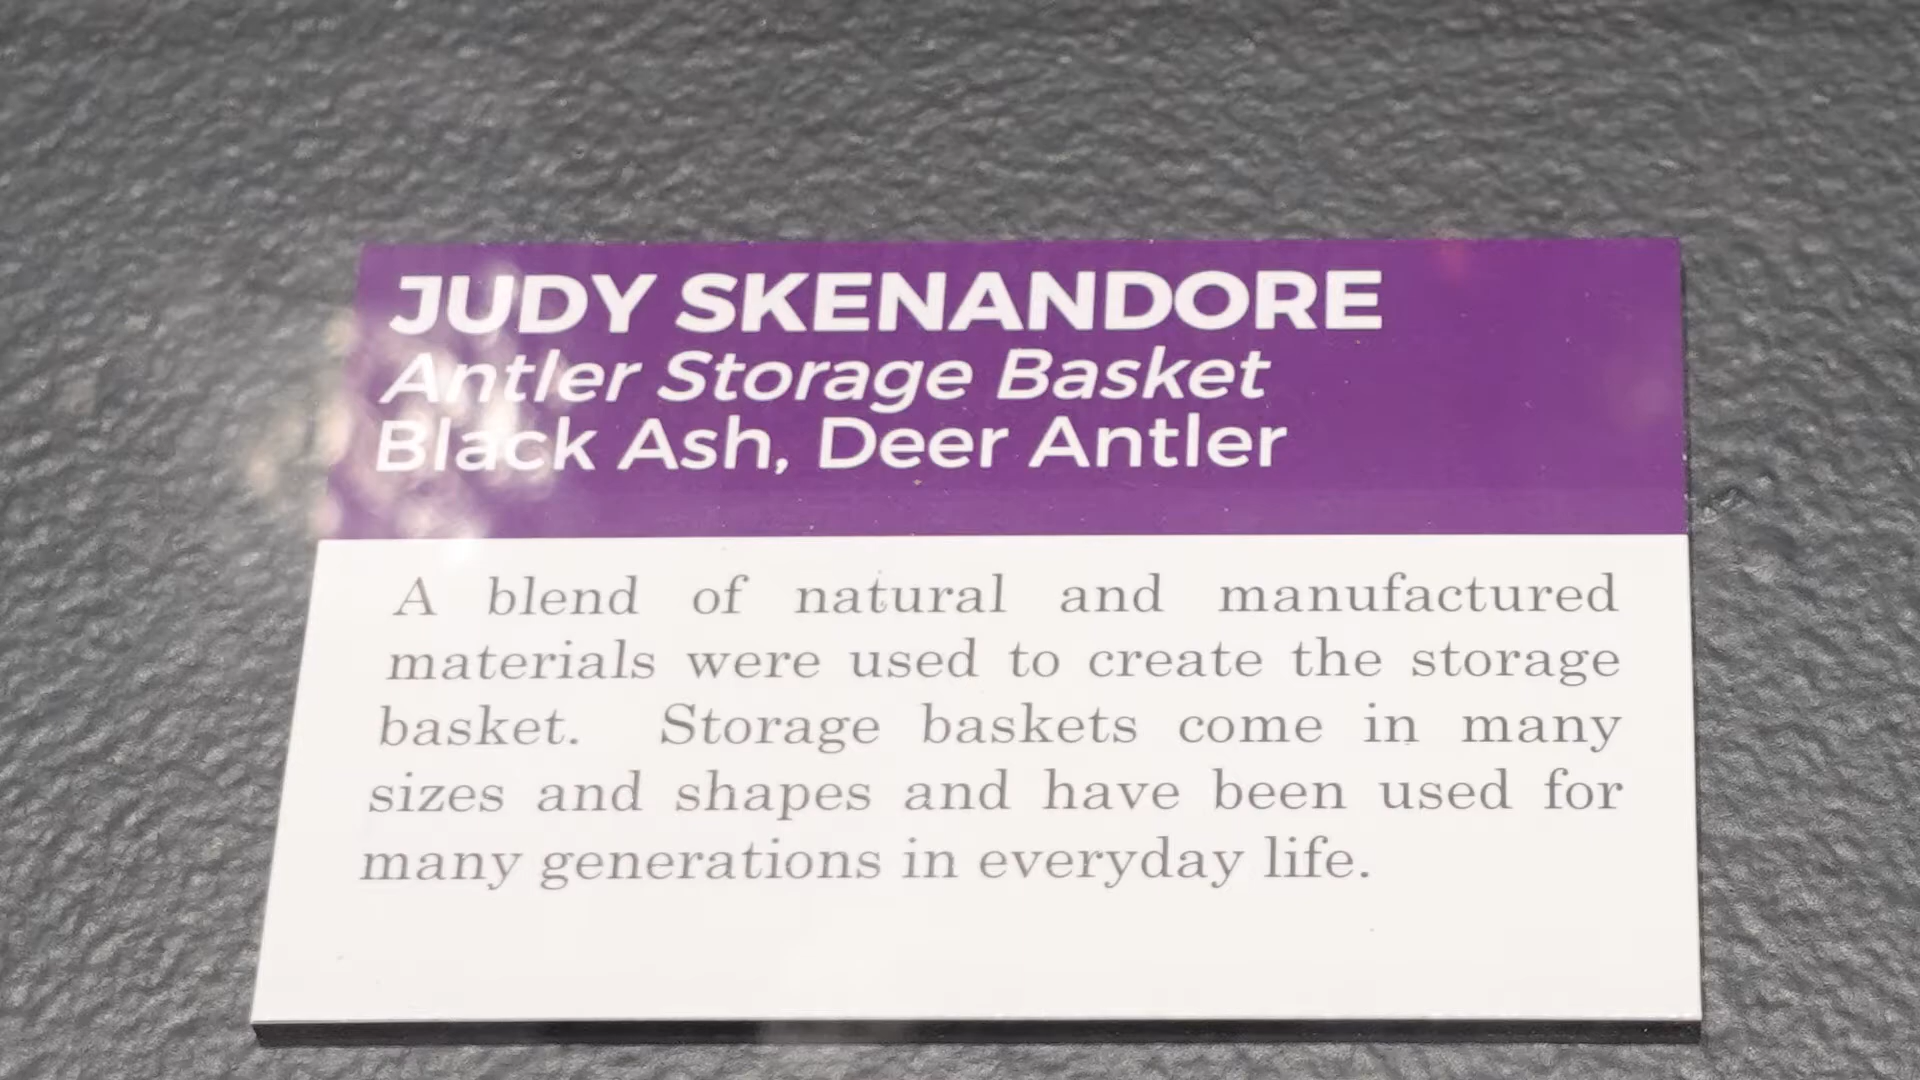 JUDY SKENANDORE
Antler Storage Basket
Black Ash, Deer Antler
A blend of natural and manufactured
materials were used to create the storage
basket. Storage baskets come in many
sizes and shapes and have been used for
many generations in everyday life.